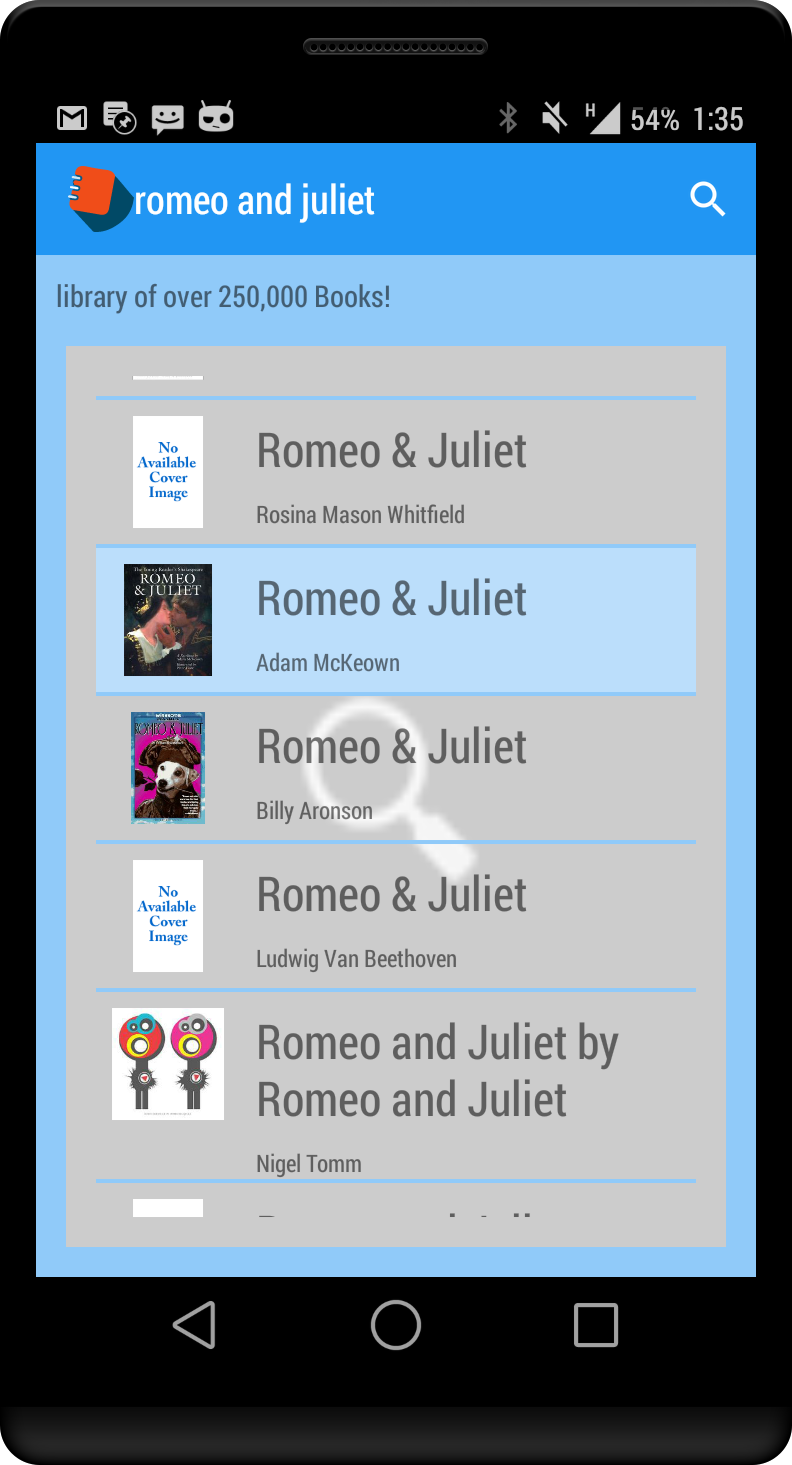 H 54% 1:35
romeo and juliet
library of over 250,000 Books!
No
Available
Cover
Image
Romeo & Juliet
Rosina Mason Whitfield
The Young Reader's Shakespeare
ROMEO
& JULIET
Romeo & Juliet
Adam McKeown
WISHBONE
ROMEO & JULIET
Romeo & Juliet
Billy Aronson
No
Available
Cover
Image
Romeo & Juliet
Ludwig Van Beethoven
Romeo and Juliet by
Romeo and Juliet
Nigel Tomm